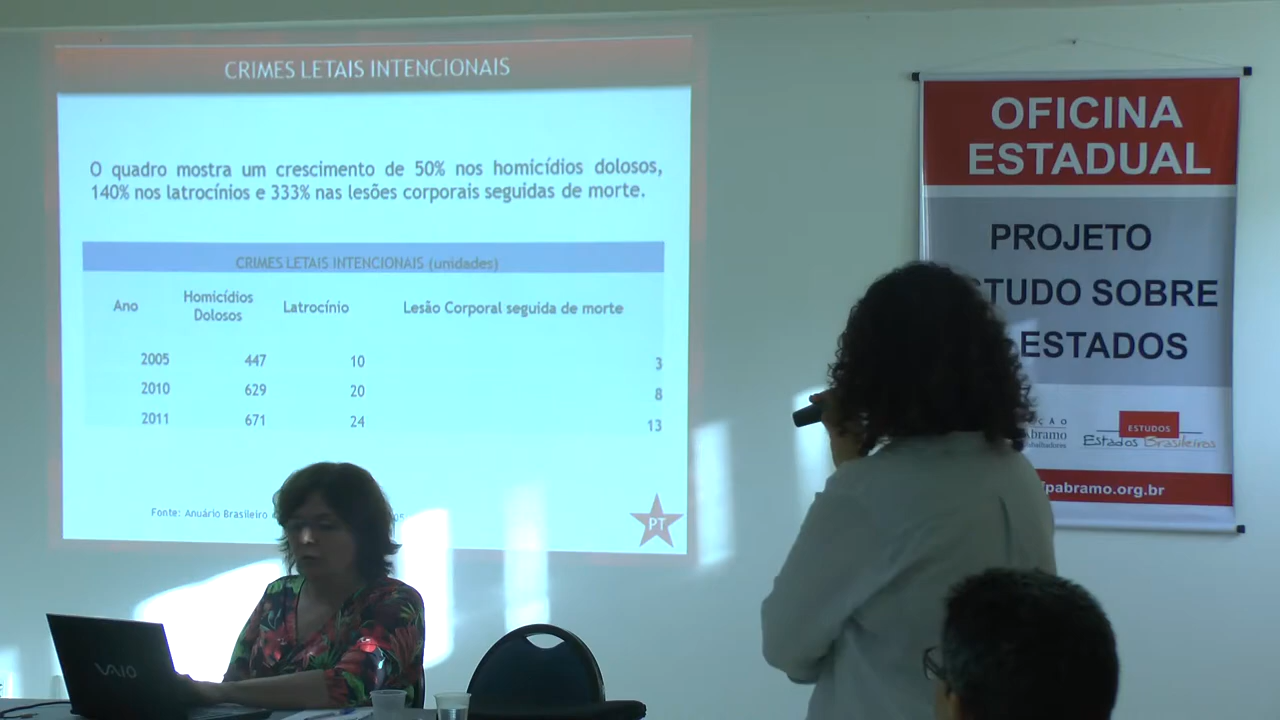 CRIMES LETAIS INTENCIONAIS
O quadro mostra um crescimento de 50% nos homicídios dolosos,
140% nos latrocínios e 333% nas lesões corporais seguidas de morte.
CRIMES LETAIS INTENCIONAIS (unidades)
Ano Homicídios Dolosos Latrocínio Lesão Corporal seguida de morte
2005 447 10 3
2010 629 20 8
2011 671 24 13
Fonte: Anuário Brasileiro
PT
VAIO
OFICINA
ESTADUAL
PROJETO
TUDO SOBRE
ESTADOS
ESTUDOS
Estados Brasileiros
pabramo.org.br